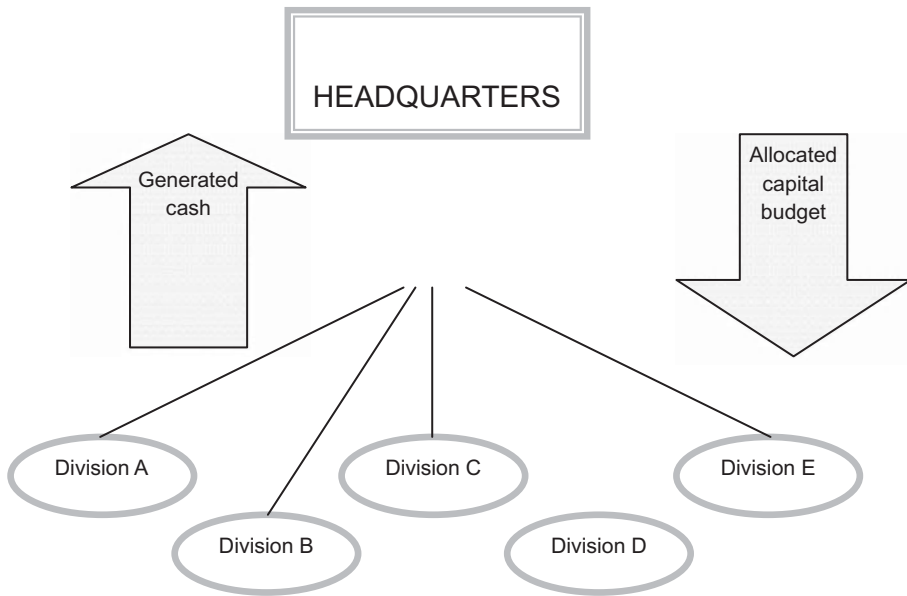 HEADQUARTERS
Generated
cash
Allocated
capital
budget
Division A
Division C
Division E
Division B
Division D